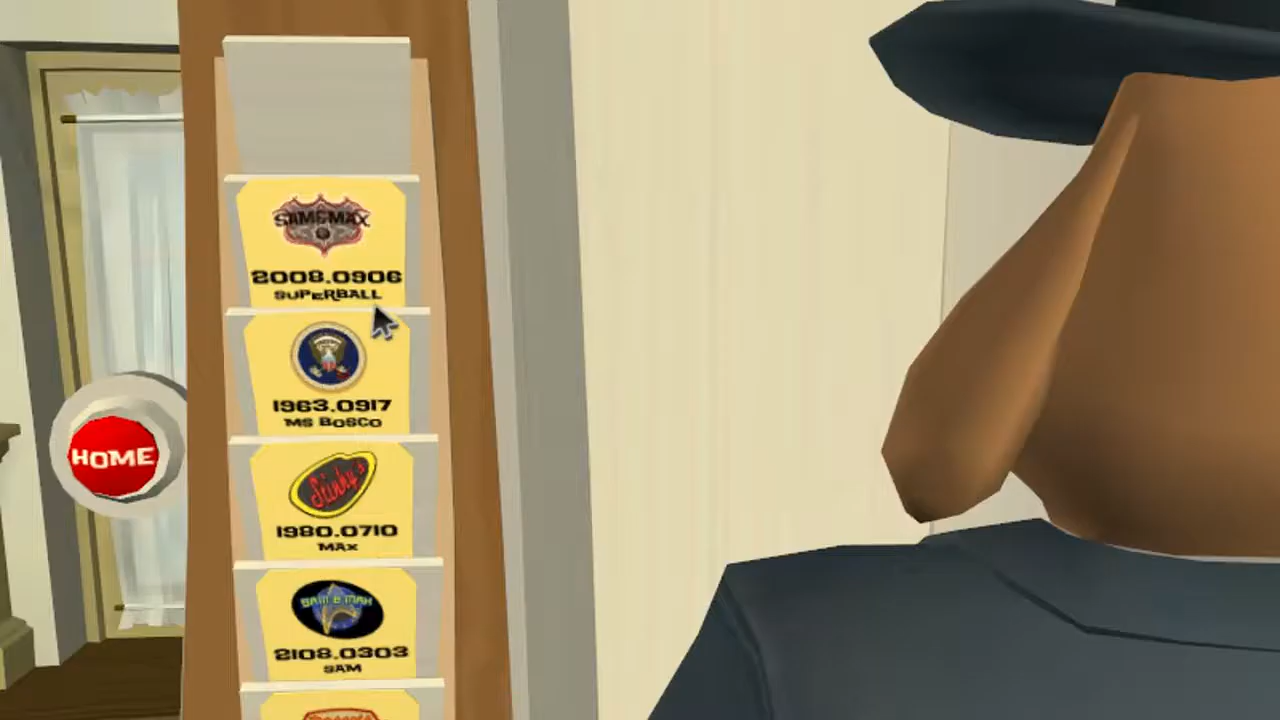 SAM&MAX
2008.0906
SUPERBALL
1963.0917
MS BOSCO
HOME
Stinky's
1980.0710
MAX
SAM & MAX
2108.0303
SAM